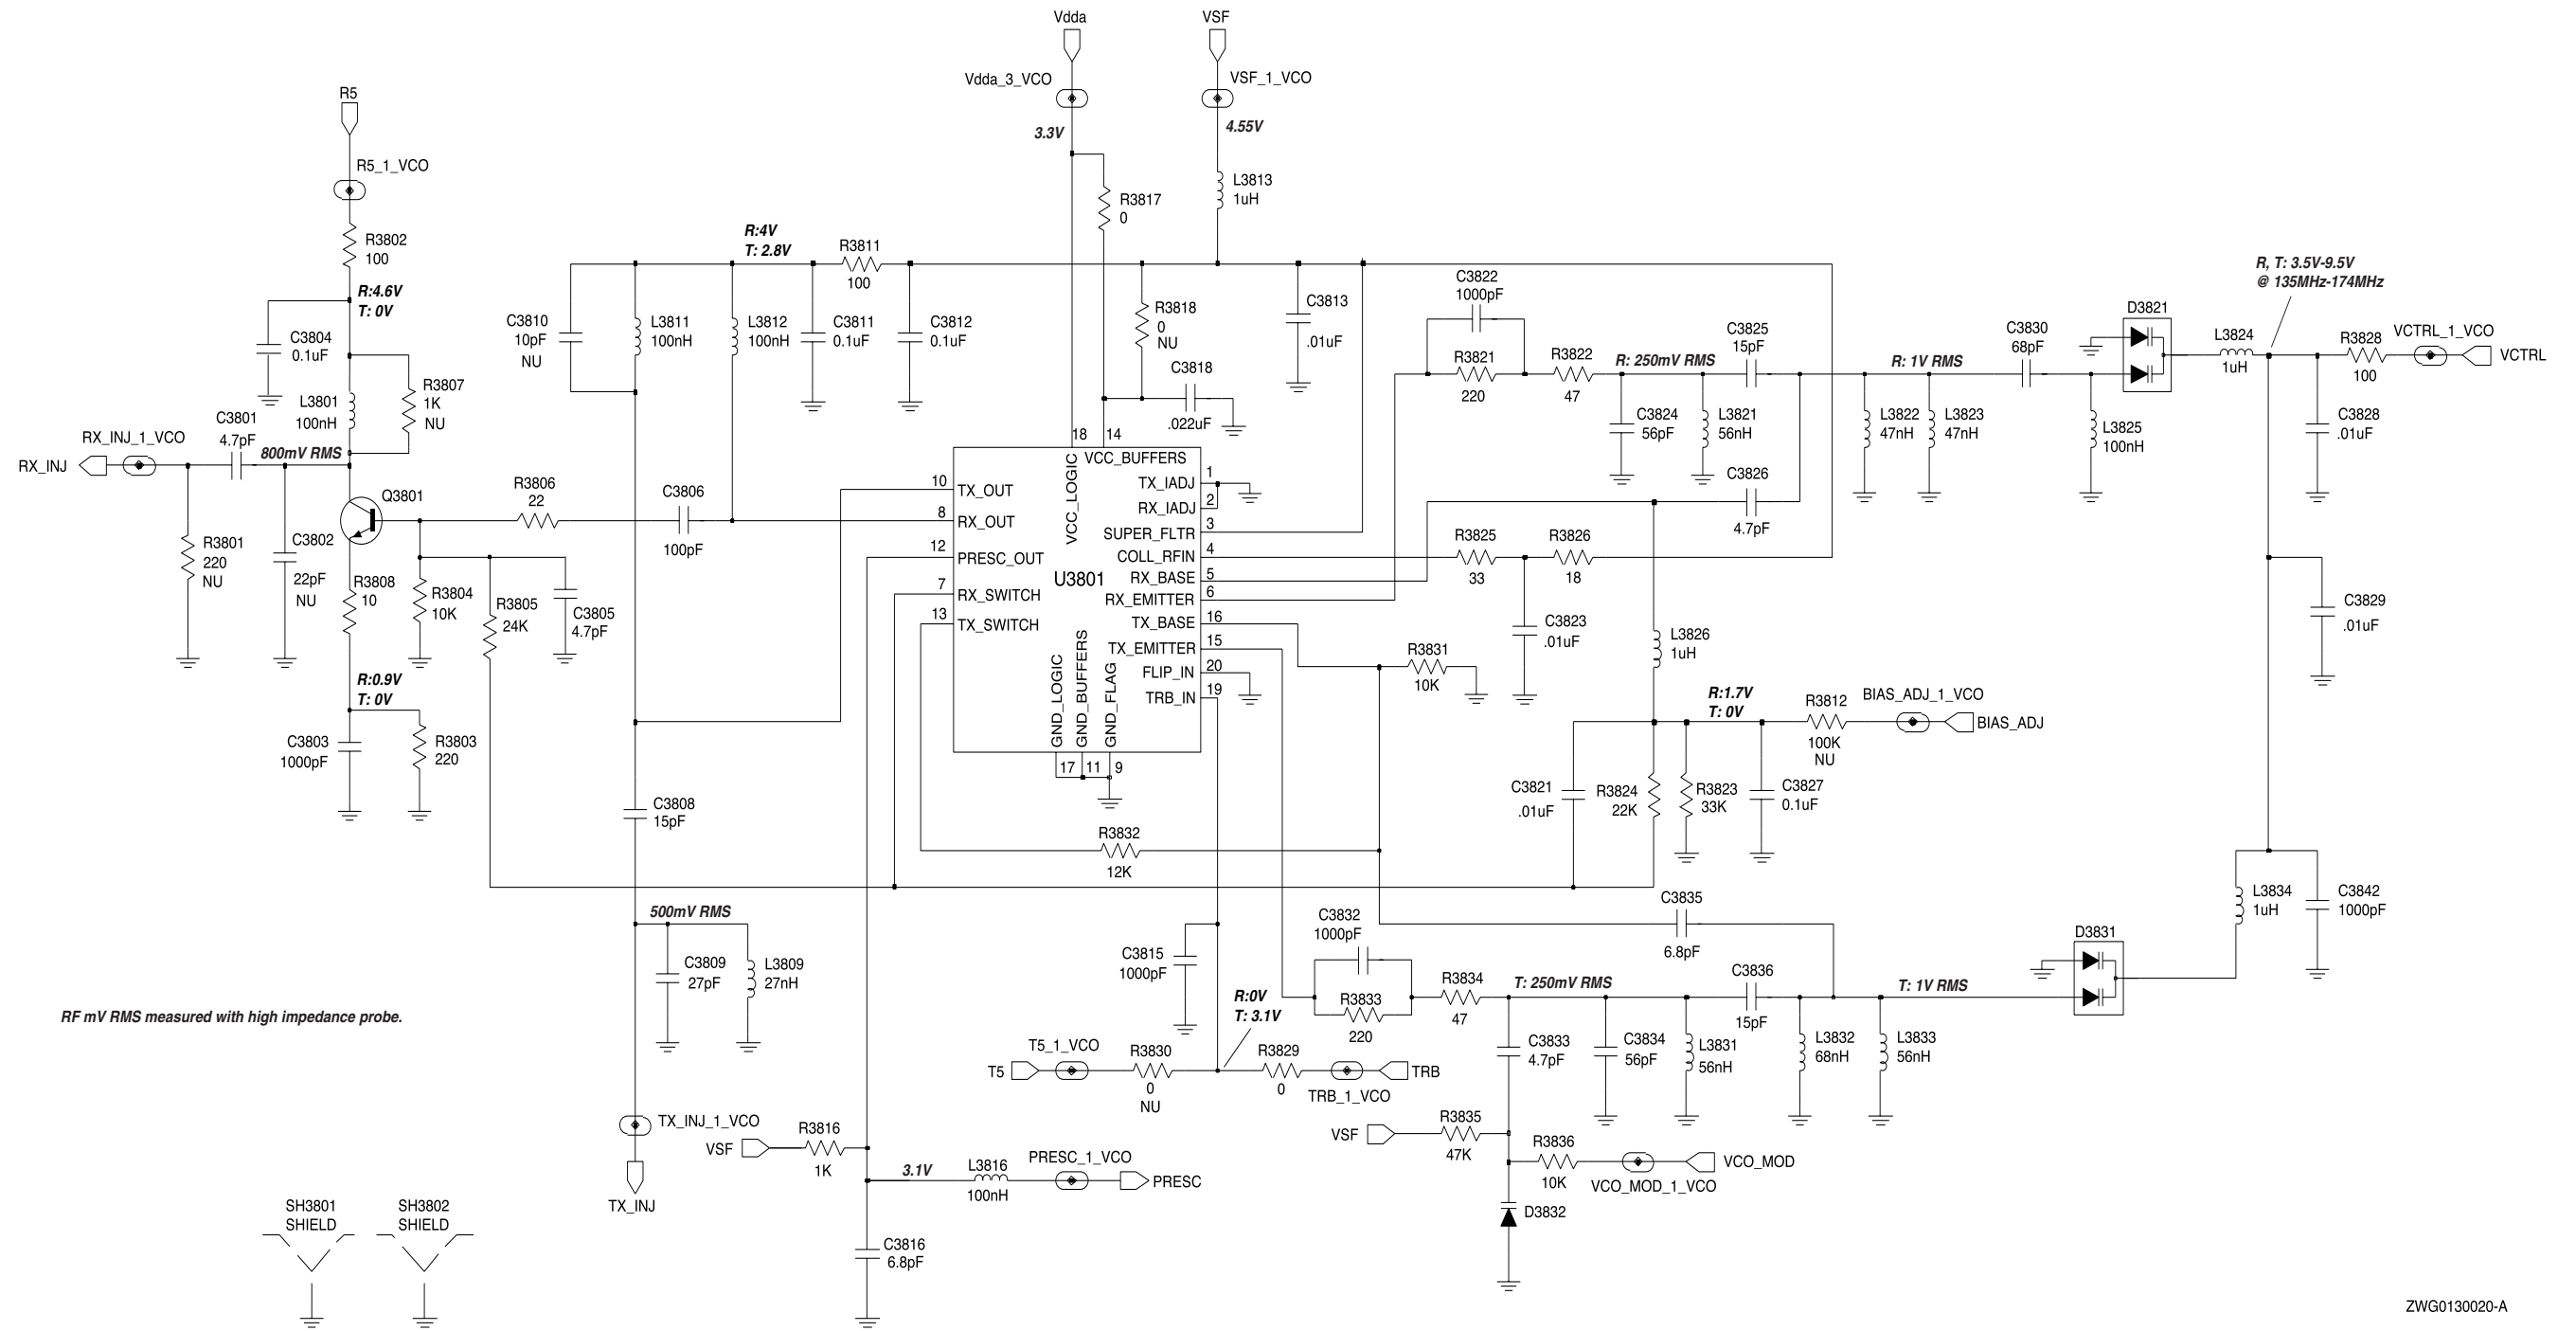 Vdda
VSF
Vdda_3_VCO
VSF_1_VCO
3.3V
4.55V
R5
R5_1_VCO
R3802
100
R:4.6V
T: 0V
C3804
0.1uF
L3801
100nH
R3807
1K
NU
C3801
4.7pF
RX_INJ_1_VCO
RX_INJ
800mV RMS
Q3801
R3801
220
NU
C3802
22pF
NU
R3808
10
R3804
10K
R3805
24K
C3805
4.7pF
R3806
22
C3806
100pF
R:0.9V
T: 0V
C3803
1000pF
R3803
220
R:4V
T: 2.8V
R3811
100
C3810
10pF
NU
L3811
100nH
L3812
100nH
C3811
0.1uF
C3812
0.1uF
R3817
0
L3813
1uH
R3818
0
NU
C3818
.022uF
C3813
.01uF
18
14
VCC_LOGIC
VCC_BUFFERS
10
TX_OUT
8
RX_OUT
12
PRESC_OUT
7
RX_SWITCH
13
TX_SWITCH
U3801
1
TX_IADJ
2
RX_IADJ
3
SUPER_FLTR
4
COLL_RFIN
5
RX_BASE
6
RX_EMITTER
16
TX_BASE
15
TX_EMITTER
20
FLIP_IN
19
TRB_IN
GND_LOGIC
GND_BUFFERS
GND_FLAG
17
11
9
C3822
1000pF
R3821
220
R3822
47
R: 250mV RMS
C3825
15pF
C3824
56pF
L3821
56nH
C3826
4.7pF
R: 1V RMS
L3822
47nH
L3823
47nH
C3830
68pF
L3825
100nH
D3821
L3824
1uH
R, T: 3.5V-9.5V
@ 135MHz-174MHz
R3828
100
VCTRL_1_VCO
VCTRL
C3828
.01uF
R3825
33
R3826
18
C3823
.01uF
R3831
10K
L3826
1uH
C3829
.01uF
R:1.7V
T: 0V
R3812
100K
NU
BIAS_ADJ_1_VCO
BIAS_ADJ
C3821
.01uF
R3824
22K
R3823
33K
C3827
0.1uF
C3808
15pF
R3832
12K
500mV RMS
C3809
27pF
L3809
27nH
C3815
1000pF
C3832
1000pF
R3833
220
R3834
47
C3835
6.8pF
T: 250mV RMS
C3836
15pF
T: 1V RMS
D3831
L3834
1uH
C3842
1000pF
C3833
4.7pF
C3834
56pF
L3831
56nH
L3832
68nH
L3833
56nH
R:0V
T: 3.1V
T5
T5_1_VCO
R3830
0
NU
R3829
0
TRB_1_VCO
TRB
RF mV RMS measured with high impedance probe.
TX_INJ_1_VCO
TX_INJ
VSF
R3816
1K
3.1V
L3816
100nH
PRESC_1_VCO
PRESC
C3816
6.8pF
VSF
R3835
47K
R3836
10K
VCO_MOD
VCO_MOD_1_VCO
D3832
SH3801
SHIELD
SH3802
SHIELD
ZWG0130020-A